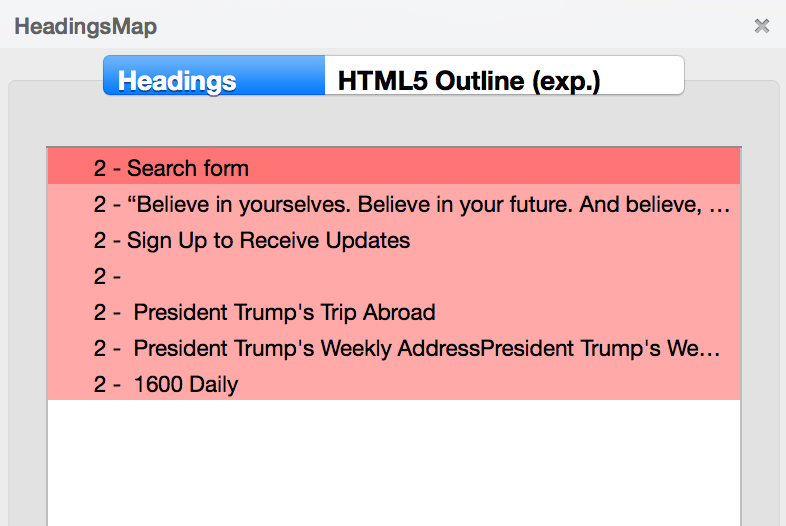 HeadingsMap
Headings
HTML5 Outline (exp.)
2 - Search form
2 - “Believe in yourselves. Believe in your future. And believe, …
2 - Sign Up to Receive Updates
2 -
2 - President Trump's Trip Abroad
2 - President Trump's Weekly AddressPresident Trump's We…
2 - 1600 Daily